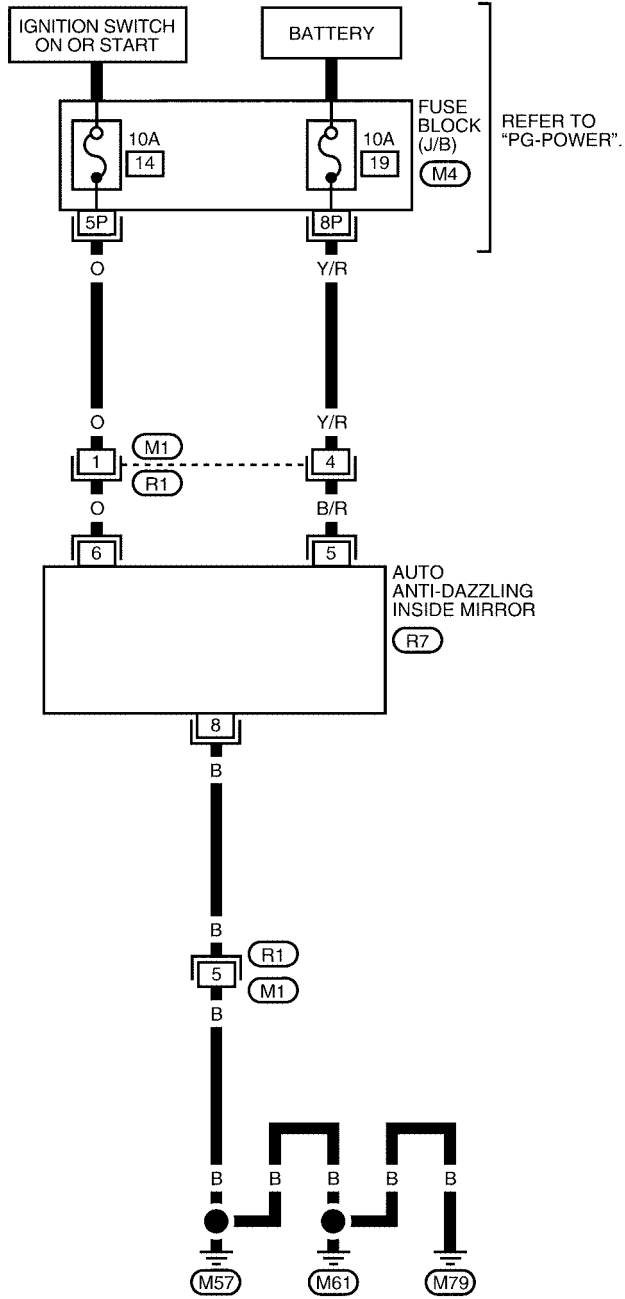 IGNITION SWITCH
ON OR START
BATTERY
FUSE
BLOCK
(J/B)
M4
REFER TO
“PG-POWER”.
10A
14
10A
19
5P
8P
O
Y/R
O
Y/R
1
M1
4
R1
O
B/R
6
5
AUTO
ANTI-DAZZLING
INSIDE MIRROR
R7
8
B
B
R1
5
M1
B
B B B B B
M57 M61 M79